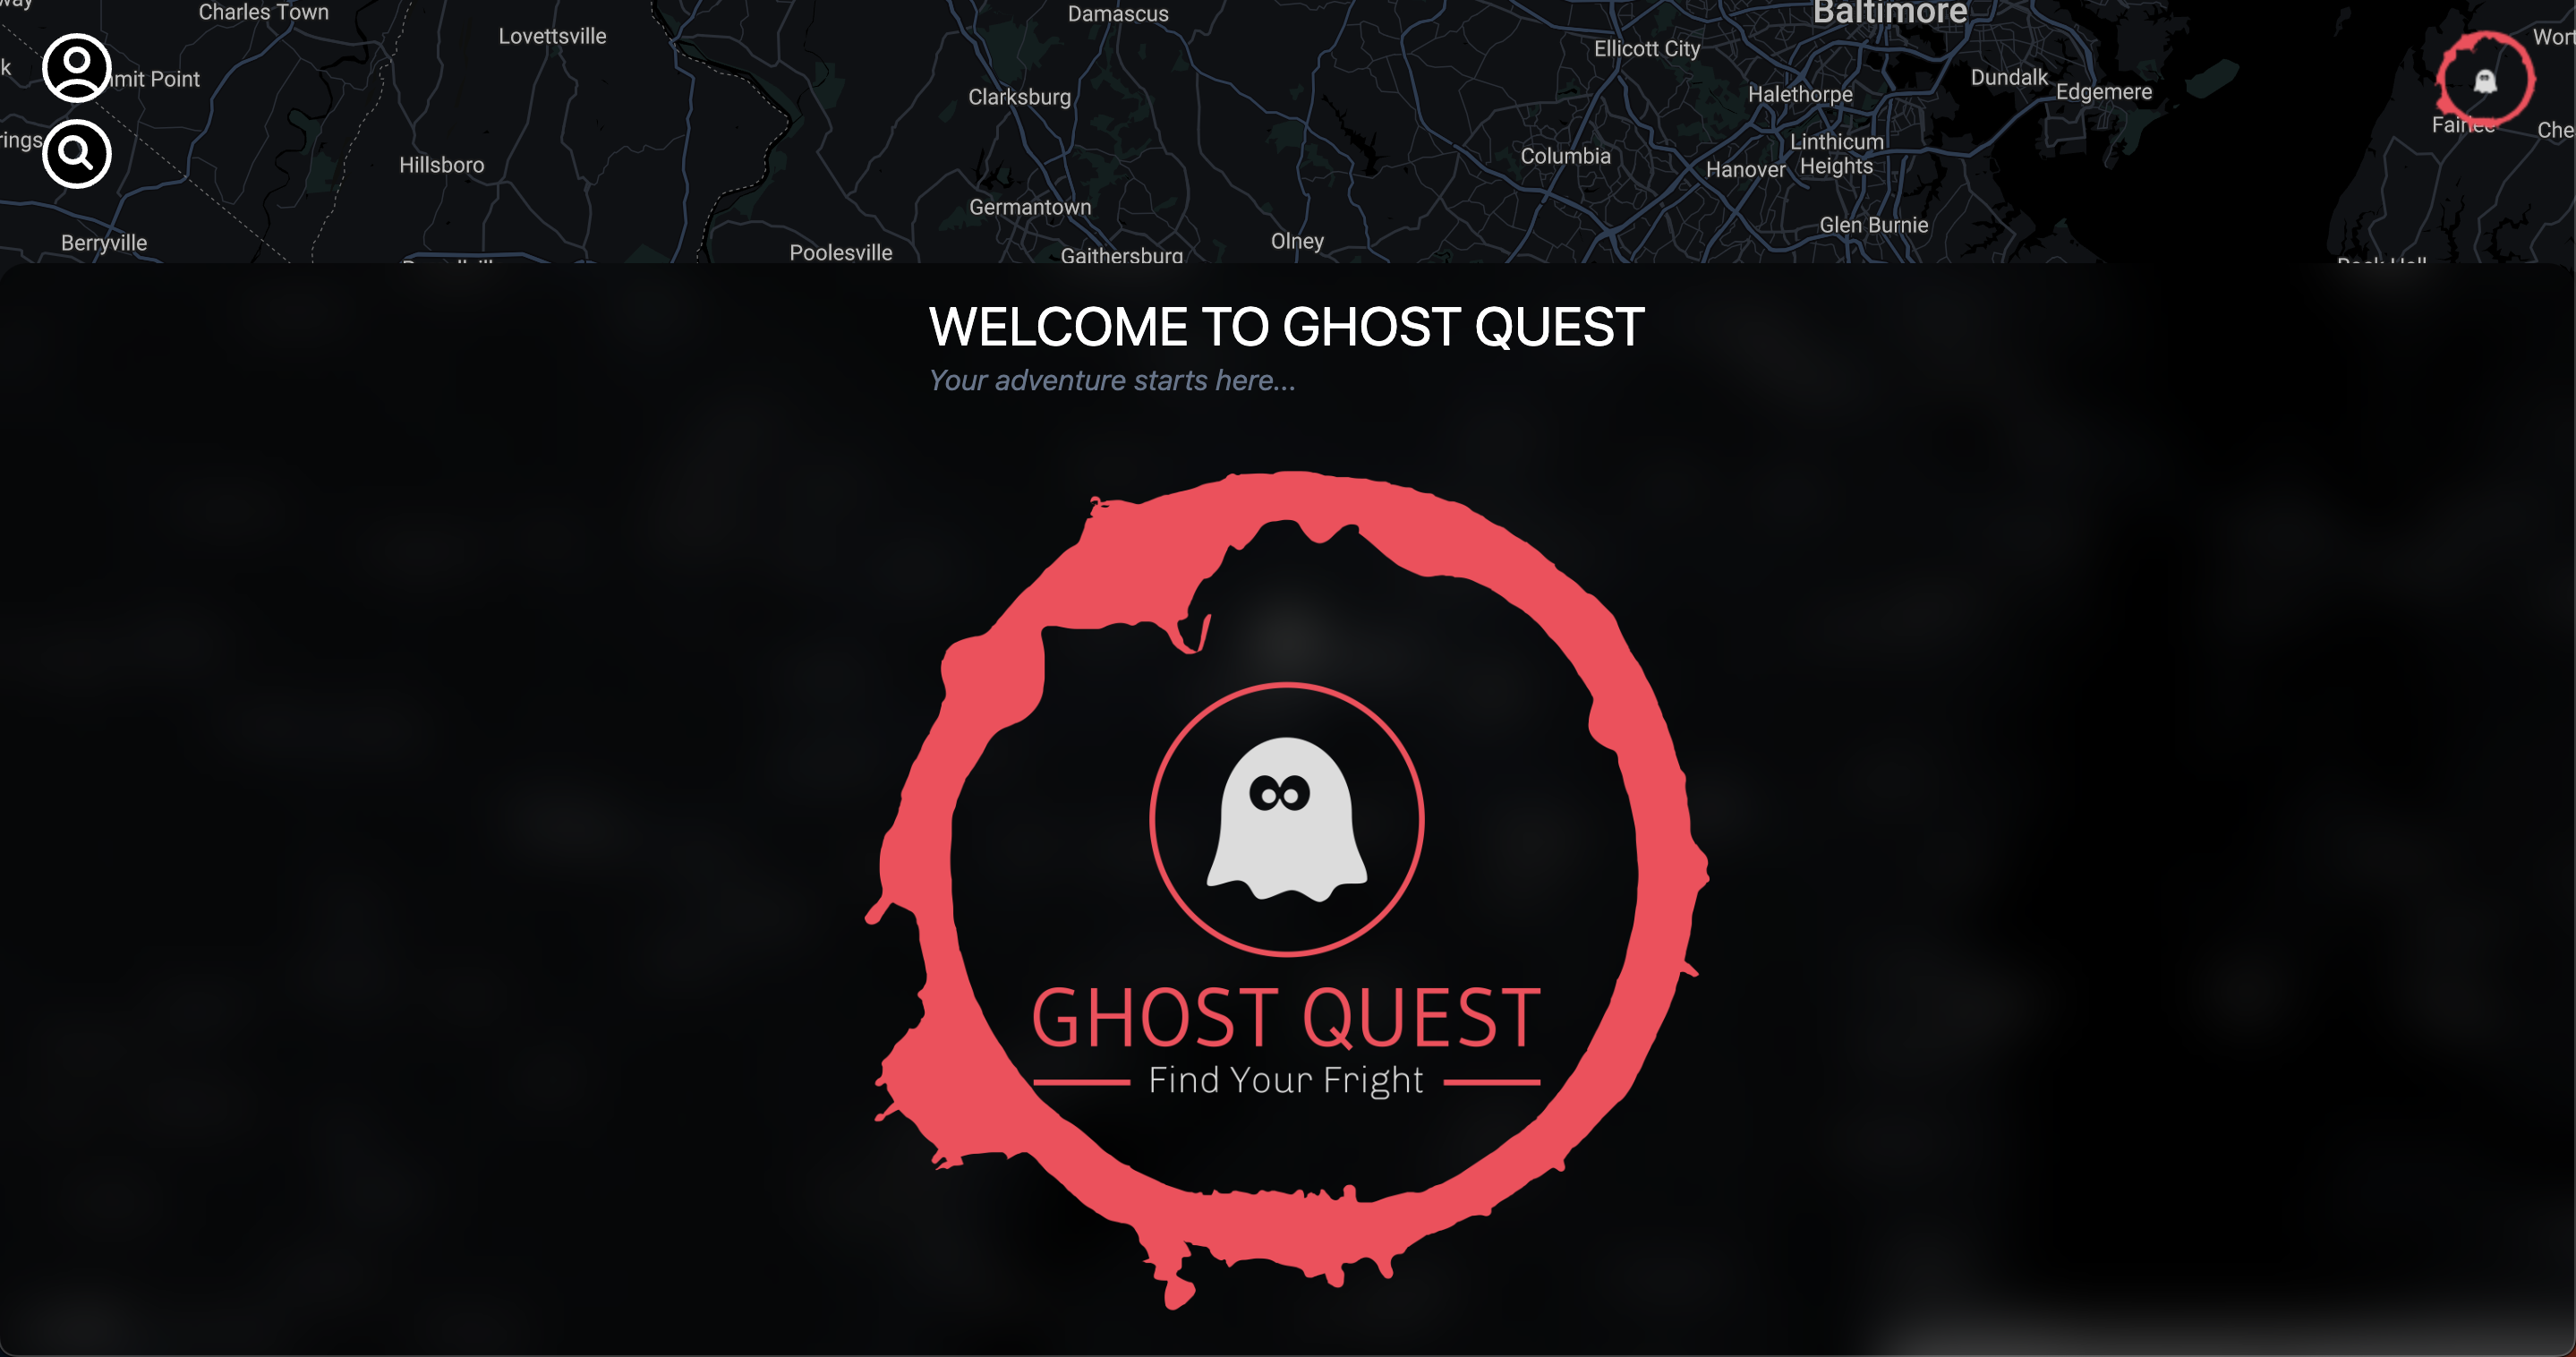 Charles Town
Damascus
Baltimore
Lovettsville
Ellicott City
Dundalk
Edgemere
Clarksburg
Halethorpe
Linthicum
Heights
Columbia
Hanover
Hillsboro
Germantown
Glen Burnie
Berryville
Poolesville
Olney
Gaithersburg
WELCOME TO GHOST QUEST
Your adventure starts here...
GHOST QUEST
Find Your Fright